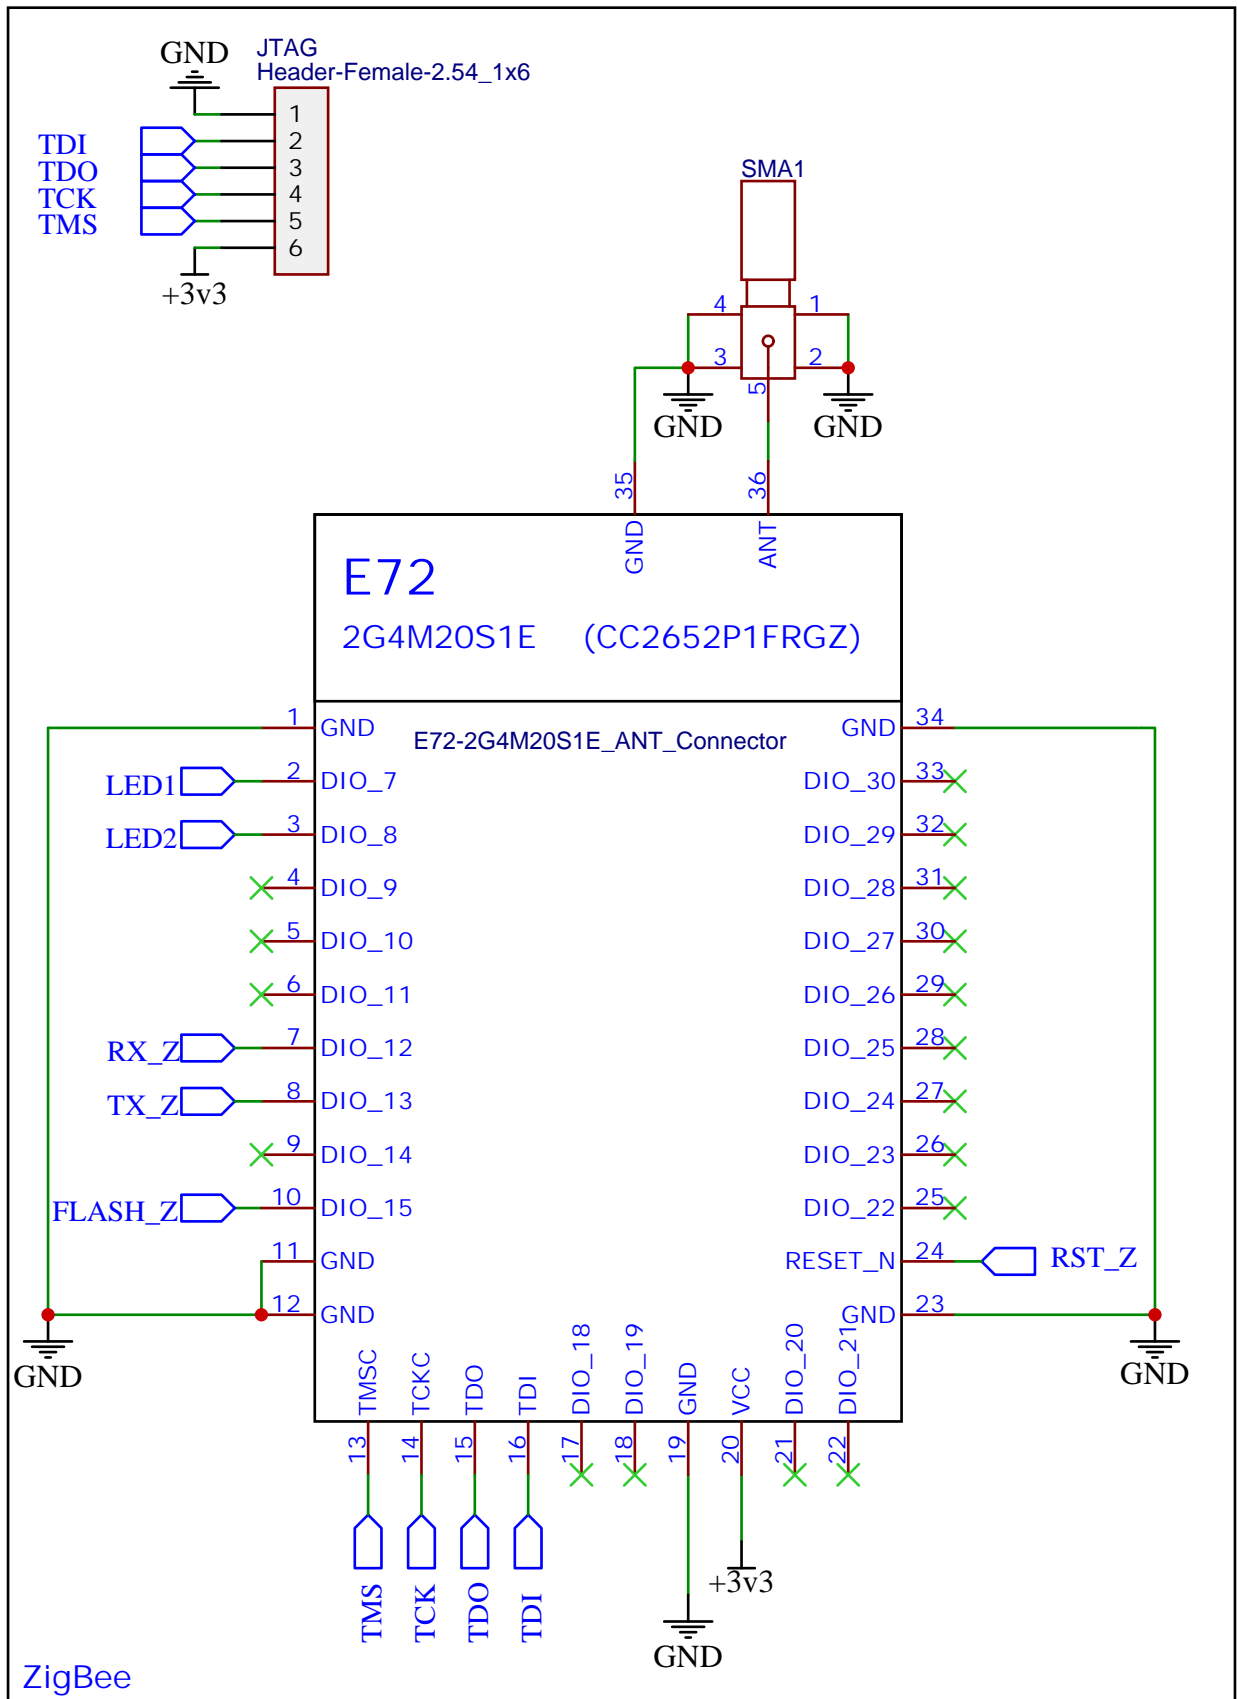 GND
JTAG
Header-Female-2.54_1x6
1
TDI 2
TDO 3
TCK 4
TMS 5
6
+3v3
SMA1
4 1
3 2
5
GND GND
35 36
GND ANT
E72
2G4M20S1E (CC2652P1FRGZ)
E72-2G4M20S1E_ANT_Connector
1 GND GND 34
LED1 2 DIO_7 DIO_30 33
LED2 3 DIO_8 DIO_29 32
4 DIO_9 DIO_28 31
5 DIO_10 DIO_27 30
6 DIO_11 DIO_26 29
RX_Z 7 DIO_12 DIO_25 28
TX_Z 8 DIO_13 DIO_24 27
9 DIO_14 DIO_23 26
FLASH_Z 10 DIO_15 DIO_22 25
11 GND RESET_N 24 RST_Z
12 GND GND 23
GND GND
TMSC TCKC TDO TDI DIO_18 DIO_19 GND VCC DIO_20 DIO_21
13 14 15 16 17 18 19 20 21 22
TMS TCK TDO TDI
+3v3
GND
ZigBee